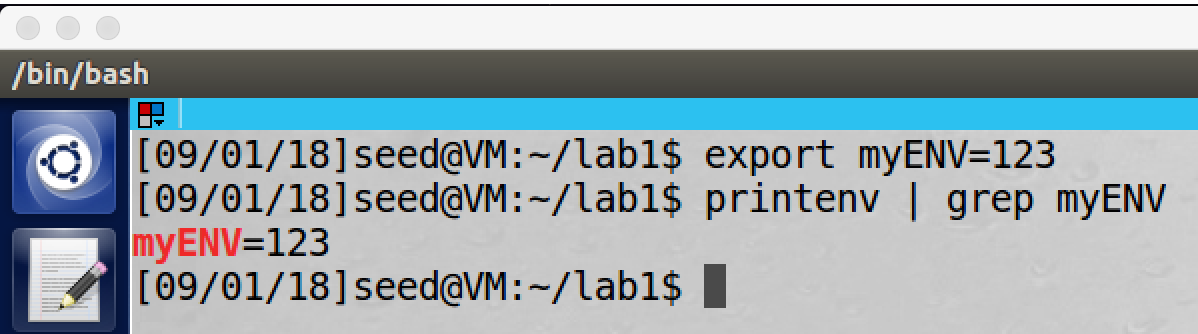 /bin/bash
[09/01/18]seed@VM:~/lab1$ export myENV=123
[09/01/18]seed@VM:~/lab1$ printenv | grep myENV
myENV=123
[09/01/18]seed@VM:~/lab1$